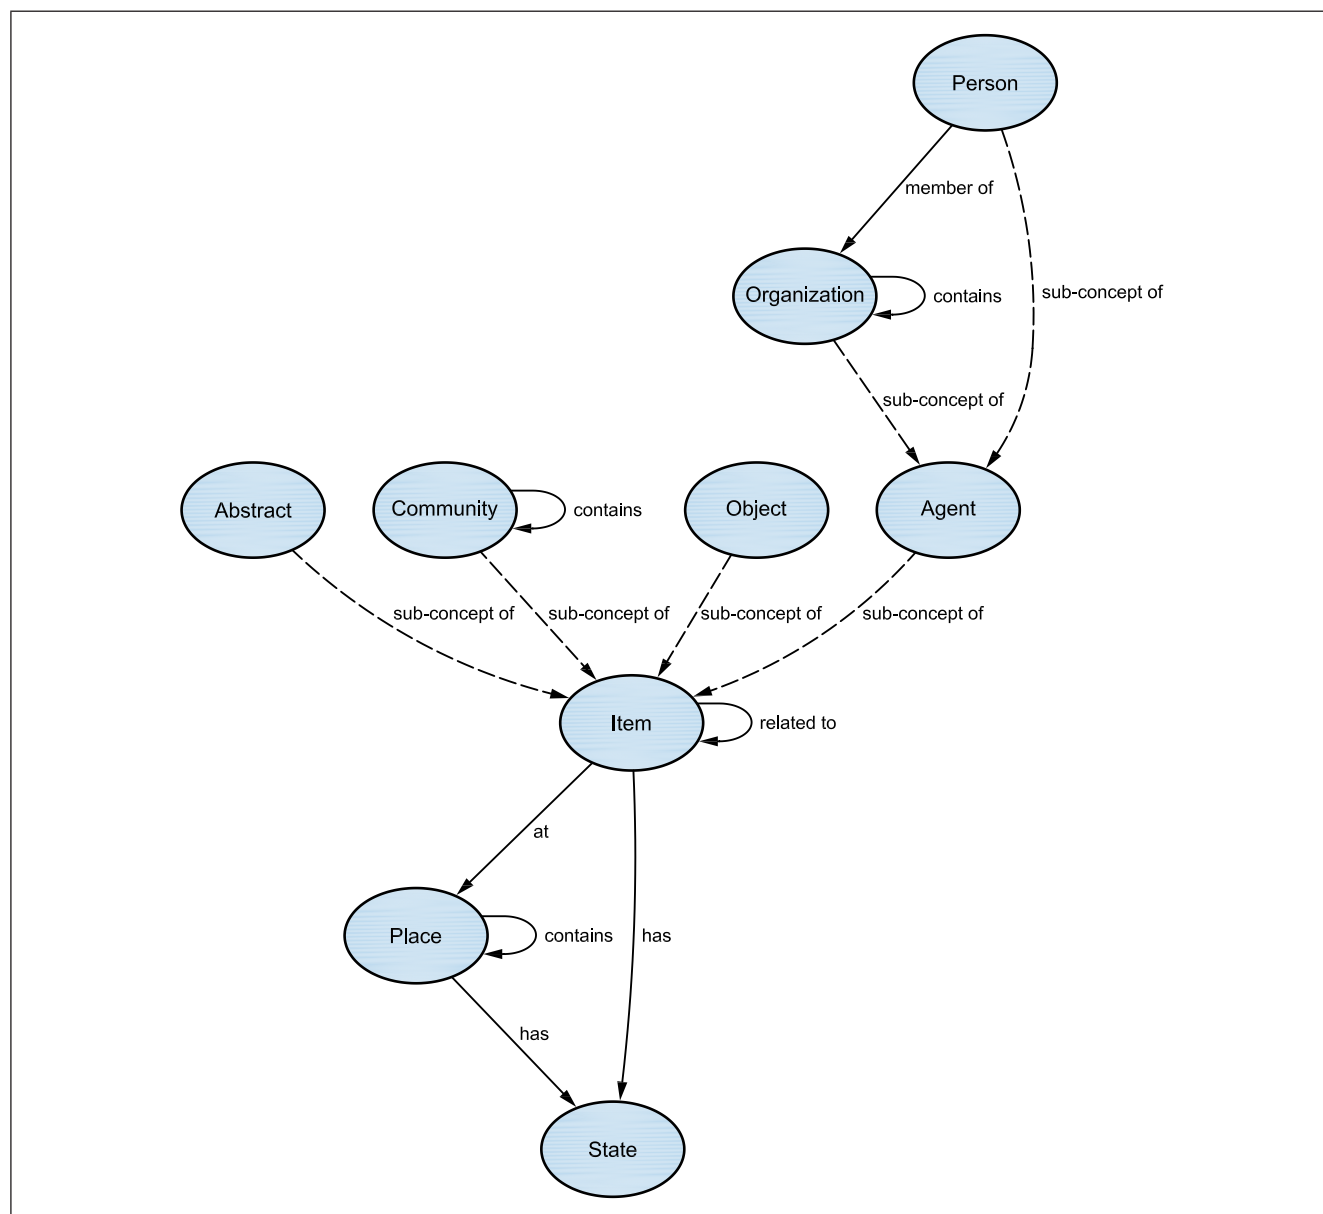 Person
member of
Organization
contains
sub-concept of
sub-concept of
Abstract
Community
contains
Object
Agent
sub-concept of
sub-concept of
sub-concept of
sub-concept of
Item
related to
at
Place
contains
has
has
State